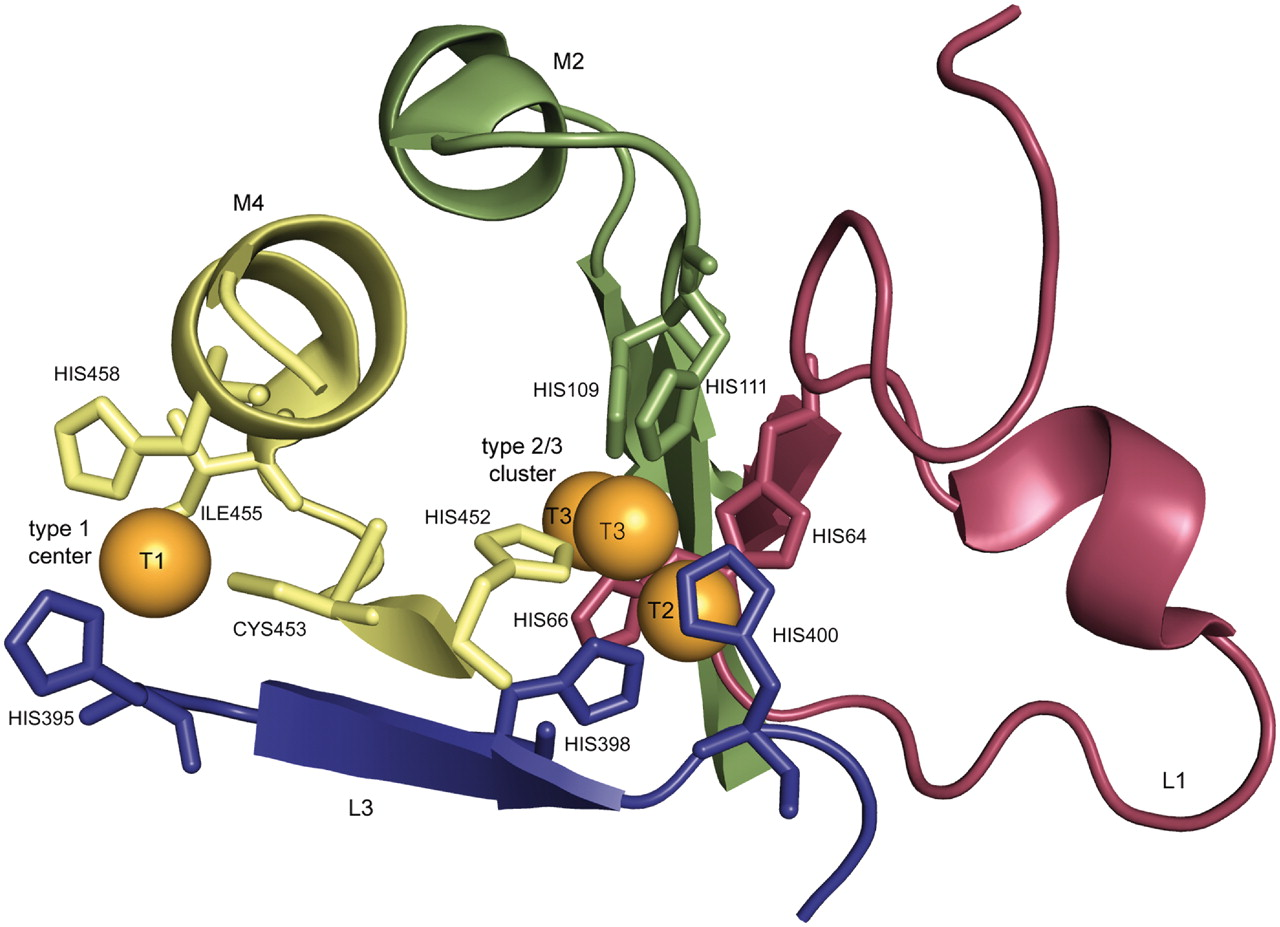 M2
M4
HIS458
HIS109
HIS111
type 2/3
cluster
ILE455
HIS452
T3
T3
HIS64
type 1
center
T1
CYS453
HIS66
T2
HIS400
HIS395
HIS398
L3
L1